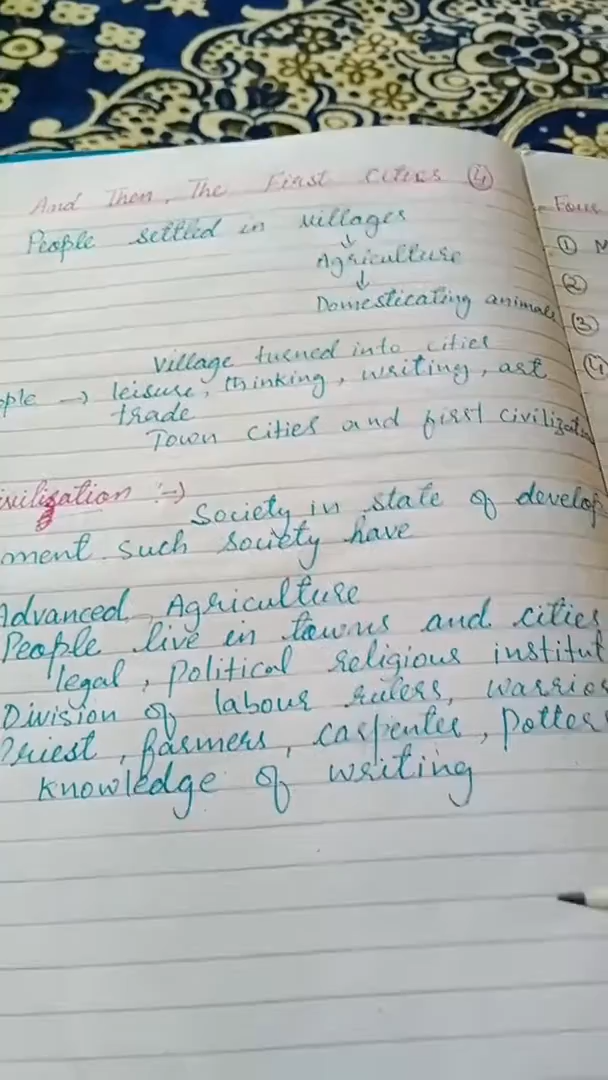 And Then, The First cities ④
People settled in villages
↓
Agriculture
↓
Domesticating animals
Village turned into cities
ople → leisure, thinking, writing, art
trade
Town cities and first civilizatn
ivilization :→
Society in state of develop
ment such society have
Advanced Agriculture
People live in towns and cities
legal, political religious institut
Division of labour rulers, warrior
Priest, farmers, carpenter, potter
Knowledge of writing
Four
① M
②
③
④